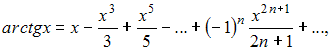 arctgx = x - x^3/3 + x^5/5 - ... + (-1)^n x^{2n+1}/2n+1 + ...,